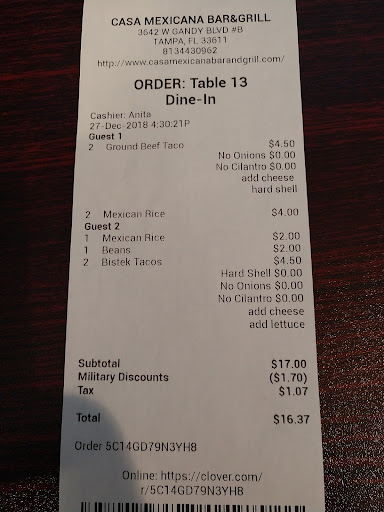 CASA MEXICANA BAR&GRILL
3642 W GANDY BLVD #B
TAMPA, FL 33611
8134430962
http://www.casamexicanabarandgrill.com/
ORDER: Table 13
Dine-In
Cashier: Anita
27-Dec-2018 4:30:21P
Guest 1
2 Ground Beef Taco $4.50
No Onions $0.00
No Cilantro $0.00
add cheese
hard shell
2 Mexican Rice $4.00
Guest 2
1 Mexican Rice $2.00
1 Beans $2.00
2 Bistek Tacos $4.50
Hard Shell $0.00
No Onions $0.00
No Cilantro $0.00
add cheese
add lettuce
Subtotal $17.00
Military Discounts ($1.70)
Tax $1.07
Total $16.37
Order 5C14GD79N3YH8
Online: https://clover.com/
r/5C14GD79N3YH8